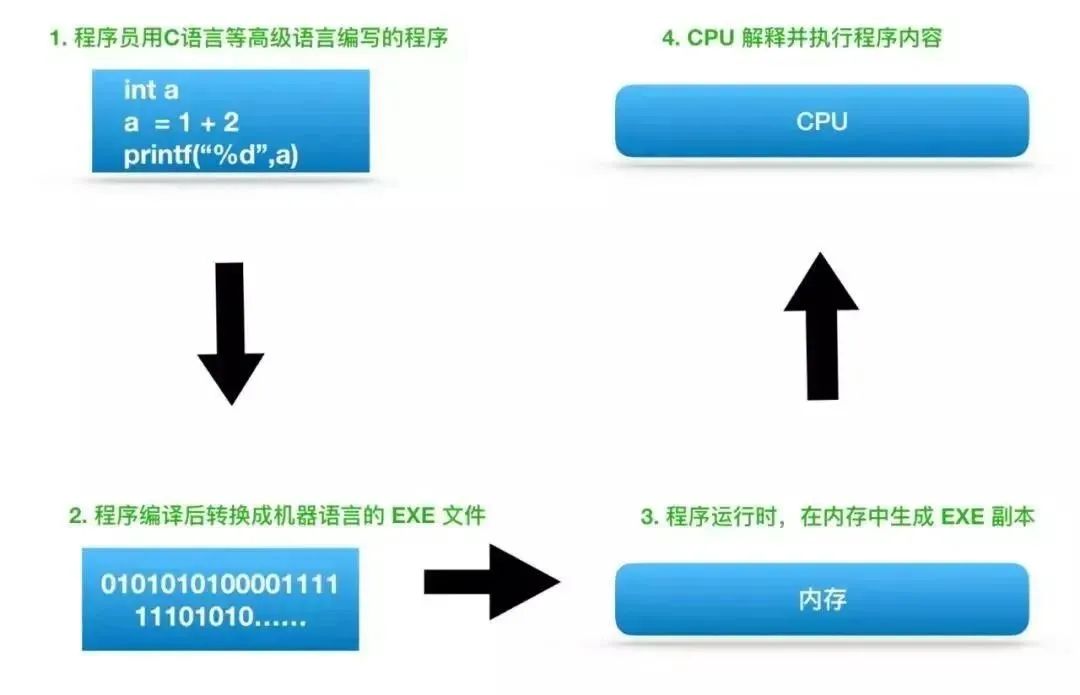 1. 程序员用C语言等高级语言编写的程序
int a
a = 1 + 2
printf(“%d”,a)
2. 程序编译后转换成机器语言的 EXE 文件
0101010100001111
11101010......
3. 程序运行时，在内存中生成 EXE 副本
内存
4. CPU 解释并执行程序内容
CPU